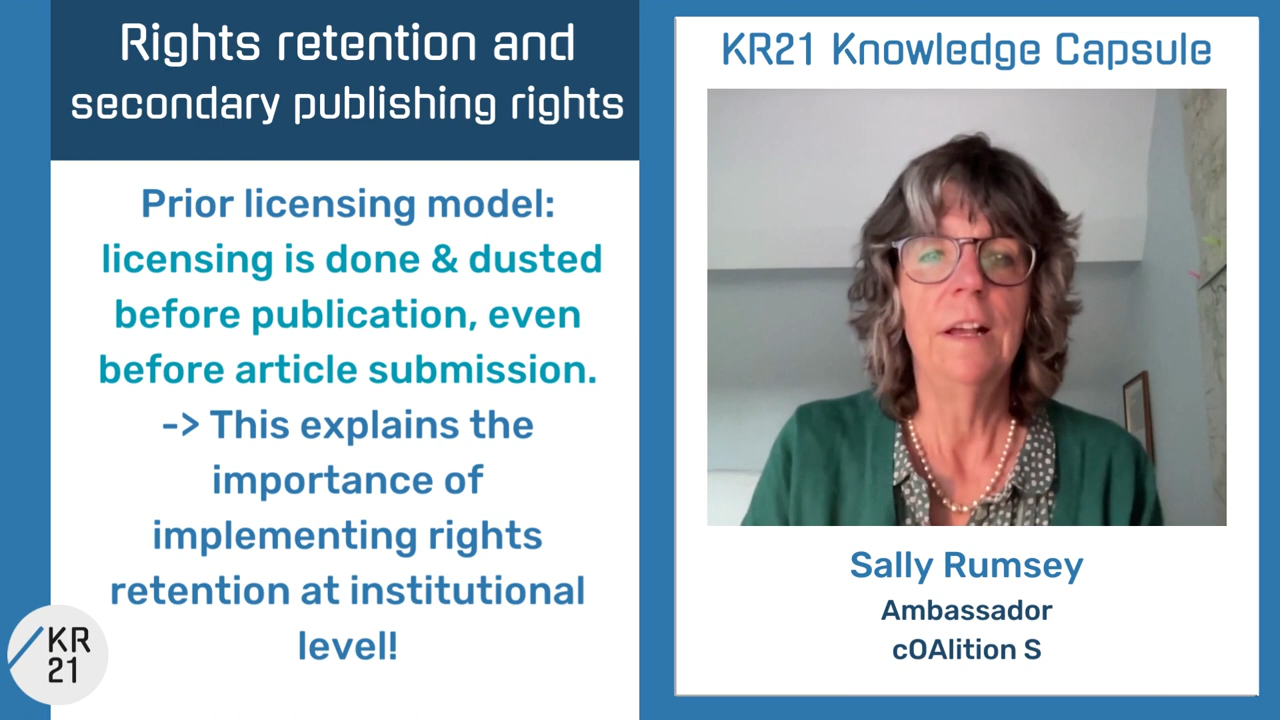 Rights retention and
secondary publishing rights
Prior licensing model:
licensing is done & dusted
before publication, even
before article submission.
-> This explains the
importance of
implementing rights
retention at institutional
level!
KR
21
KR21 Knowledge Capsule
Sally Rumsey
Ambassador
cOAlition S